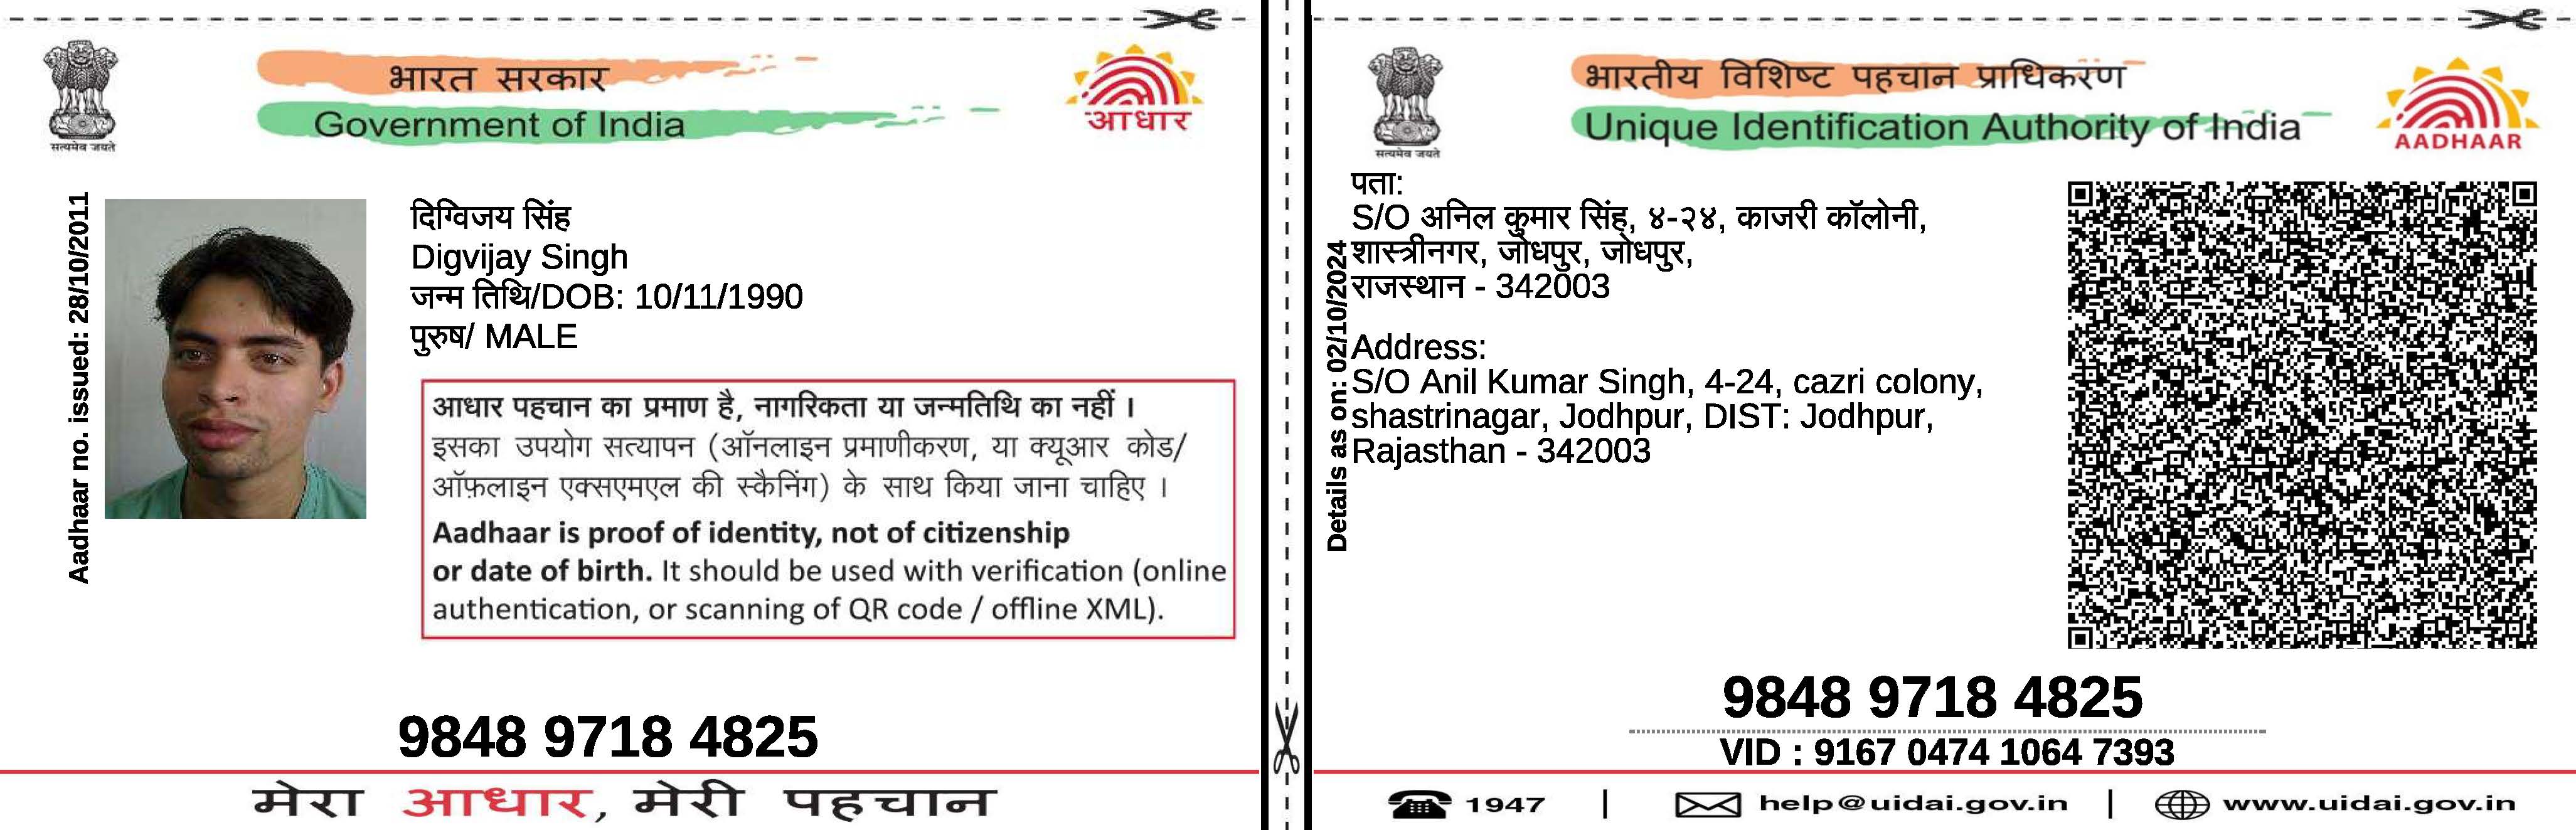 भारत सरकार
Government of India
सत्यमेव जयते
आधार
Aadhaar no. issued: 28/10/2011
दिग्विजय सिंह
Digvijay Singh
जन्म तिथि/DOB: 10/11/1990
पुरुष/ MALE
आधार पहचान का प्रमाण है, नागरिकता या जन्मतिथि का नहीं ।
इसका उपयोग सत्यापन (ऑनलाइन प्रमाणीकरण, या क्यूआर कोड/
ऑफ़लाइन एक्सएमएल की स्कैनिंग) के साथ किया जाना चाहिए ।
Aadhaar is proof of identity, not of citizenship
or date of birth. It should be used with verification (online
authentication, or scanning of QR code / offline XML).
9848 9718 4825
मेरा आधार, मेरी पहचान
भारतीय विशिष्ट पहचान प्राधिकरण
Unique Identification Authority of India
सत्यमेव जयते
AADHAAR
Details as on: 02/10/2024
पता:
S/O अनिल कुमार सिंह, ४-२४, काजरी कॉलोनी,
शास्त्रीनगर, जोधपुर, जोधपुर,
राजस्थान - 342003
Address:
S/O Anil Kumar Singh, 4-24, cazri colony,
shastrinagar, Jodhpur, DIST: Jodhpur,
Rajasthan - 342003
9848 9718 4825
VID : 9167 0474 1064 7393
1947 | help@uidai.gov.in | www.uidai.gov.in